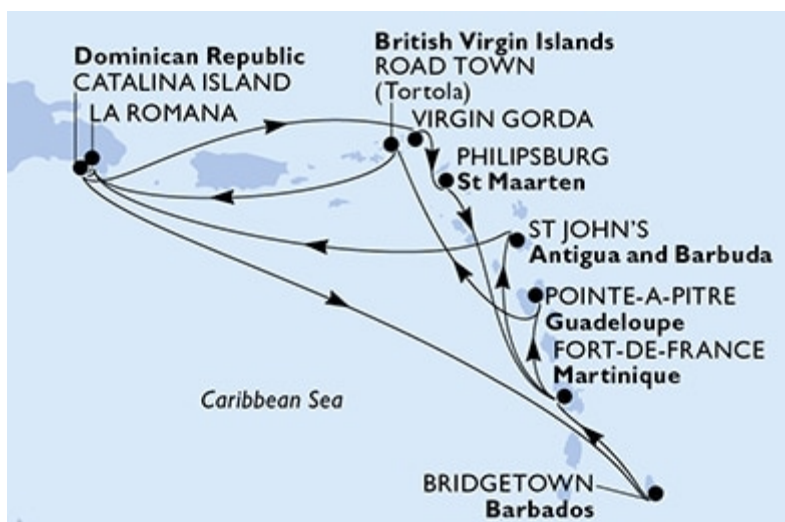 Dominican Republic
CATALINA ISLAND
LA ROMANA
British Virgin Islands
ROAD TOWN
(Tortola)
VIRGIN GORDA
PHILIPSBURG
St Maarten
ST JOHN'S
Antigua and Barbuda
POINTE-A-PITRE
Guadeloupe
FORT-DE-FRANCE
Martinique
Caribbean Sea
BRIDGETOWN
Barbados